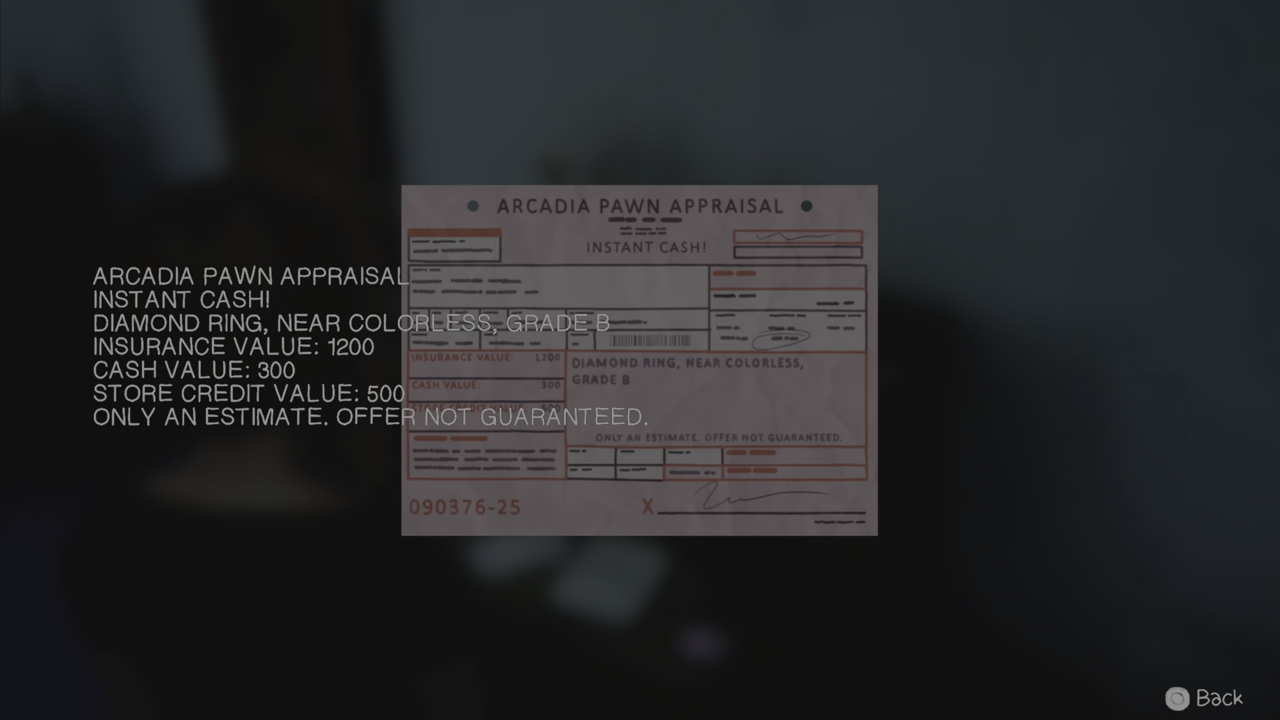 ARCADIA PAWN APPRAISAL
INSTANT CASH!
ARCADIA PAWN APPRAISAL
INSTANT CASH!
DIAMOND RING, NEAR COLORLESS, GRADE B
INSURANCE VALUE: 1200
CASH VALUE: 300
STORE CREDIT VALUE: 500
ONLY AN ESTIMATE. OFFER NOT GUARANTEED.
INSURANCE VALUE: 1200
CASH VALUE: 300
DIAMOND RING, NEAR COLORLESS,
GRADE B
ONLY AN ESTIMATE. OFFER NOT GUARANTEED.
090376-25
X
Back